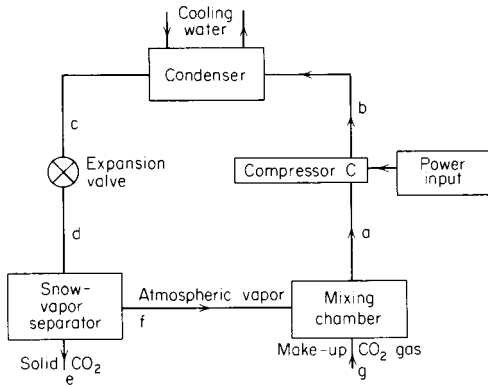 Cooling
water
Condenser
b
c
Expansion
valve
Compressor C
Power
input
d
a
Snow-
vapor
separator
Atmospheric vapor
f
Mixing
chamber
Solid CO₂
e
Make-up CO₂ gas
g